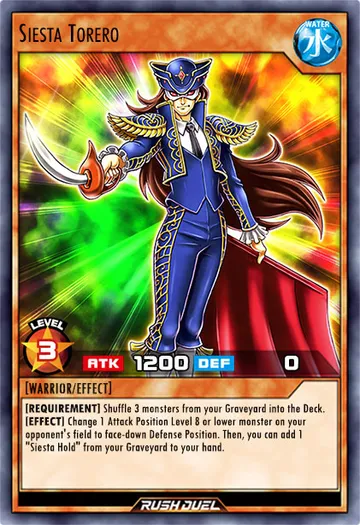 Siesta Torero
WATER
水
LEVEL
3
ATK 1200 DEF 0
[WARRIOR/EFFECT]
[REQUIREMENT] Shuffle 3 monsters from your Graveyard into the Deck.
[EFFECT] Change 1 Attack Position Level 8 or lower monster on your
opponent's field to face-down Defense Position. Then, you can add 1
"Siesta Hold" from your Graveyard to your hand.
RUSH DUEL